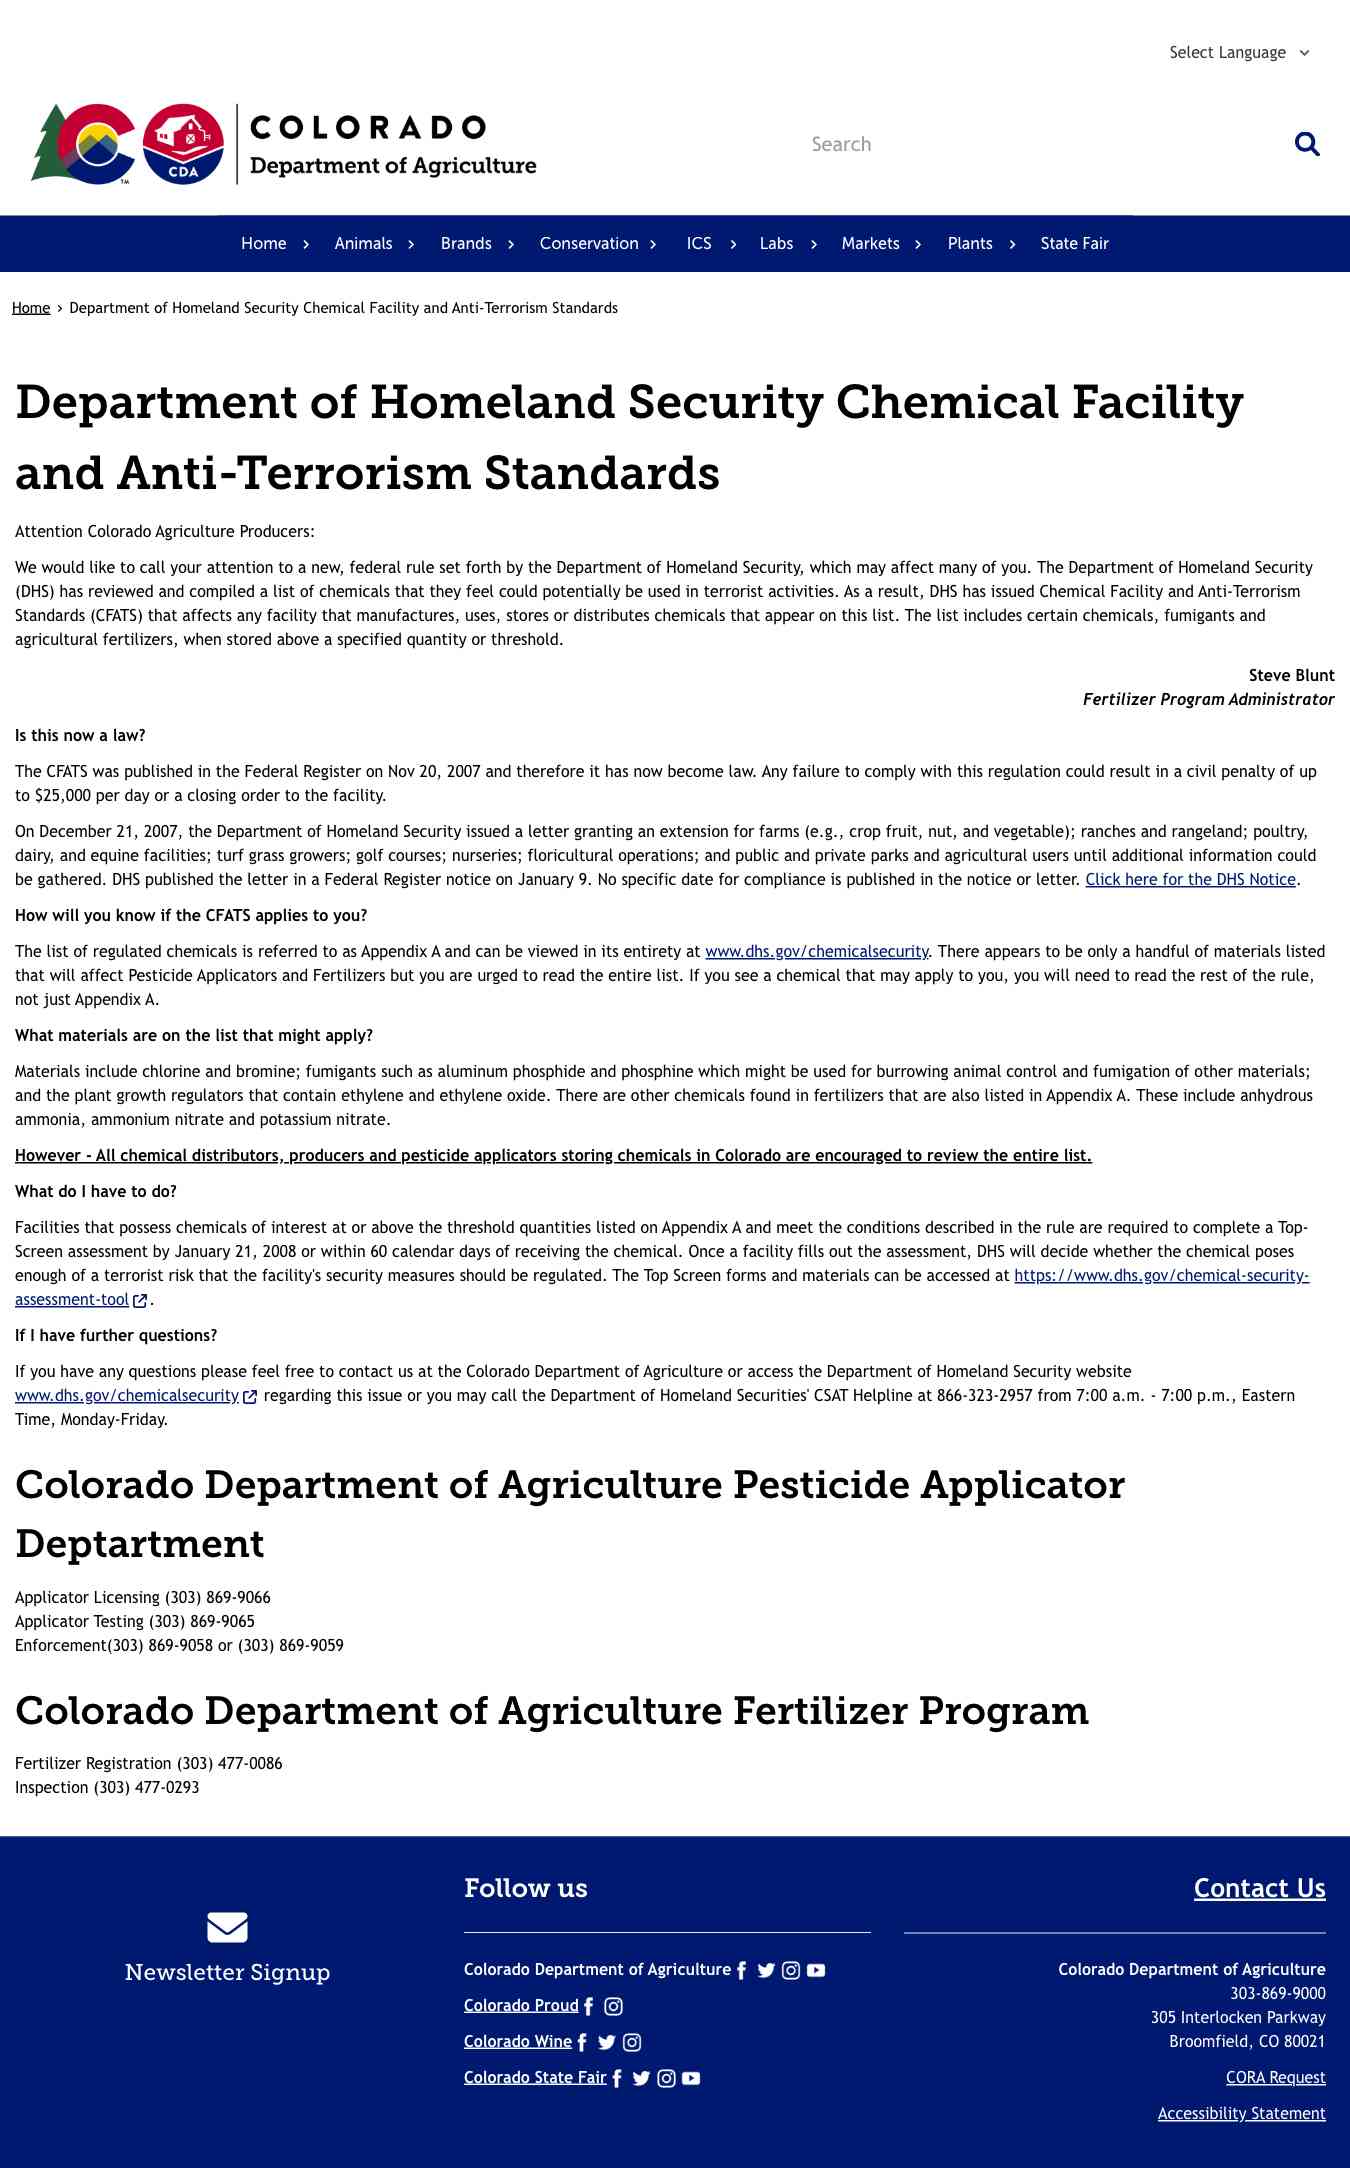 Select Language
COLORADO
Department of Agriculture
CDA
TM
Search
Home Animals Brands Conservation ICS Labs Markets Plants State Fair
Home › Department of Homeland Security Chemical Facility and Anti-Terrorism Standards
Department of Homeland Security Chemical Facility
and Anti-Terrorism Standards
Attention Colorado Agriculture Producers:
We would like to call your attention to a new, federal rule set forth by the Department of Homeland Security, which may affect many of you. The Department of Homeland Security
(DHS) has reviewed and compiled a list of chemicals that they feel could potentially be used in terrorist activities. As a result, DHS has issued Chemical Facility and Anti-Terrorism
Standards (CFATS) that affects any facility that manufactures, uses, stores or distributes chemicals that appear on this list. The list includes certain chemicals, fumigants and
agricultural fertilizers, when stored above a specified quantity or threshold.
Steve Blunt
Fertilizer Program Administrator
Is this now a law?
The CFATS was published in the Federal Register on Nov 20, 2007 and therefore it has now become law. Any failure to comply with this regulation could result in a civil penalty of up
to $25,000 per day or a closing order to the facility.
On December 21, 2007, the Department of Homeland Security issued a letter granting an extension for farms (e.g., crop fruit, nut, and vegetable); ranches and rangeland; poultry,
dairy, and equine facilities; turf grass growers; golf courses; nurseries; floricultural operations; and public and private parks and agricultural users until additional information could
be gathered. DHS published the letter in a Federal Register notice on January 9. No specific date for compliance is published in the notice or letter. Click here for the DHS Notice.
How will you know if the CFATS applies to you?
The list of regulated chemicals is referred to as Appendix A and can be viewed in its entirety at www.dhs.gov/chemicalsecurity. There appears to be only a handful of materials listed
that will affect Pesticide Applicators and Fertilizers but you are urged to read the entire list. If you see a chemical that may apply to you, you will need to read the rest of the rule,
not just Appendix A.
What materials are on the list that might apply?
Materials include chlorine and bromine; fumigants such as aluminum phosphide and phosphine which might be used for burrowing animal control and fumigation of other materials;
and the plant growth regulators that contain ethylene and ethylene oxide. There are other chemicals found in fertilizers that are also listed in Appendix A. These include anhydrous
ammonia, ammonium nitrate and potassium nitrate.
However - All chemical distributors, producers and pesticide applicators storing chemicals in Colorado are encouraged to review the entire list.
What do I have to do?
Facilities that possess chemicals of interest at or above the threshold quantities listed on Appendix A and meet the conditions described in the rule are required to complete a Top-
Screen assessment by January 21, 2008 or within 60 calendar days of receiving the chemical. Once a facility fills out the assessment, DHS will decide whether the chemical poses
enough of a terrorist risk that the facility's security measures should be regulated. The Top Screen forms and materials can be accessed at https://www.dhs.gov/chemical-security-
assessment-tool.
If I have further questions?
If you have any questions please feel free to contact us at the Colorado Department of Agriculture or access the Department of Homeland Security website
www.dhs.gov/chemicalsecurity regarding this issue or you may call the Department of Homeland Securities' CSAT Helpline at 866-323-2957 from 7:00 a.m. - 7:00 p.m., Eastern
Time, Monday-Friday.
Colorado Department of Agriculture Pesticide Applicator
Deptartment
Applicator Licensing (303) 869-9066
Applicator Testing (303) 869-9065
Enforcement(303) 869-9058 or (303) 869-9059
Colorado Department of Agriculture Fertilizer Program
Fertilizer Registration (303) 477-0086
Inspection (303) 477-0293
Newsletter Signup
Follow us
Colorado Department of Agriculture
Colorado Proud
Colorado Wine
Colorado State Fair
Contact Us
Colorado Department of Agriculture
303-869-9000
305 Interlocken Parkway
Broomfield, CO 80021
CORA Request
Accessibility Statement